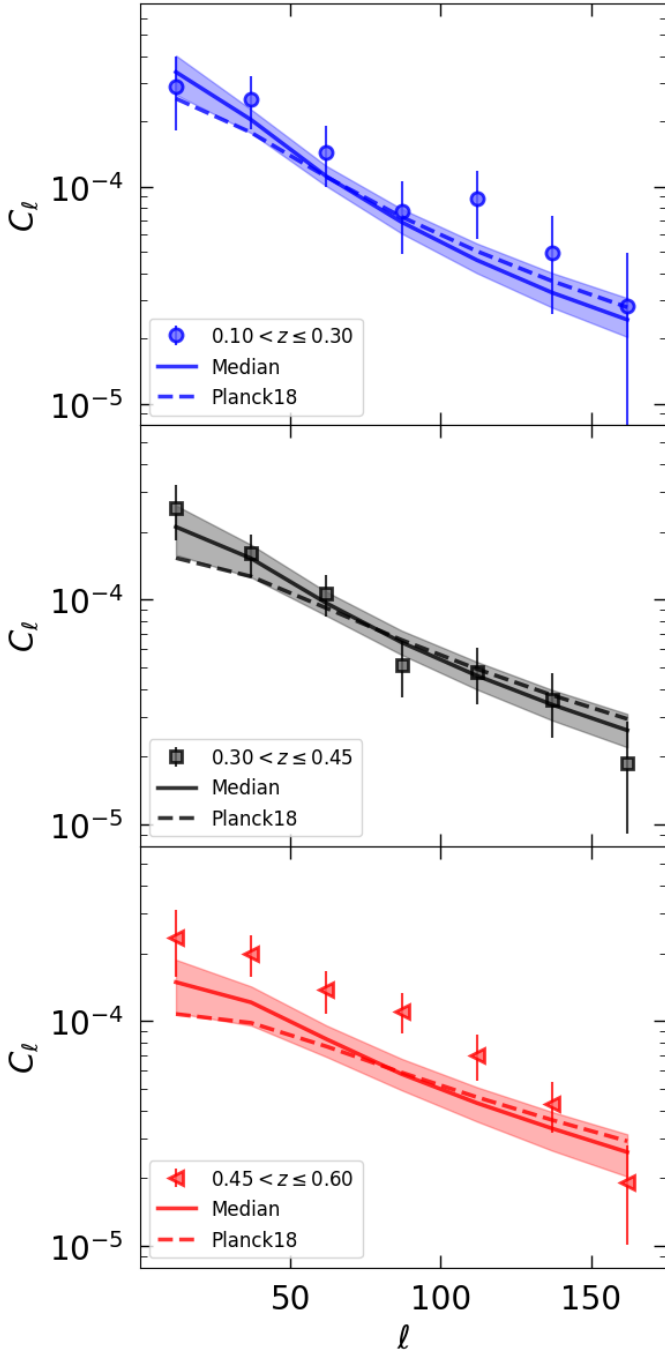 C_ℓ
10⁻⁴
10⁻⁵
0.10 < z ≤ 0.30
Median
Planck18
C_ℓ
10⁻⁴
10⁻⁵
0.30 < z ≤ 0.45
Median
Planck18
C_ℓ
10⁻⁴
10⁻⁵
0.45 < z ≤ 0.60
Median
Planck18
50 100 150
ℓ